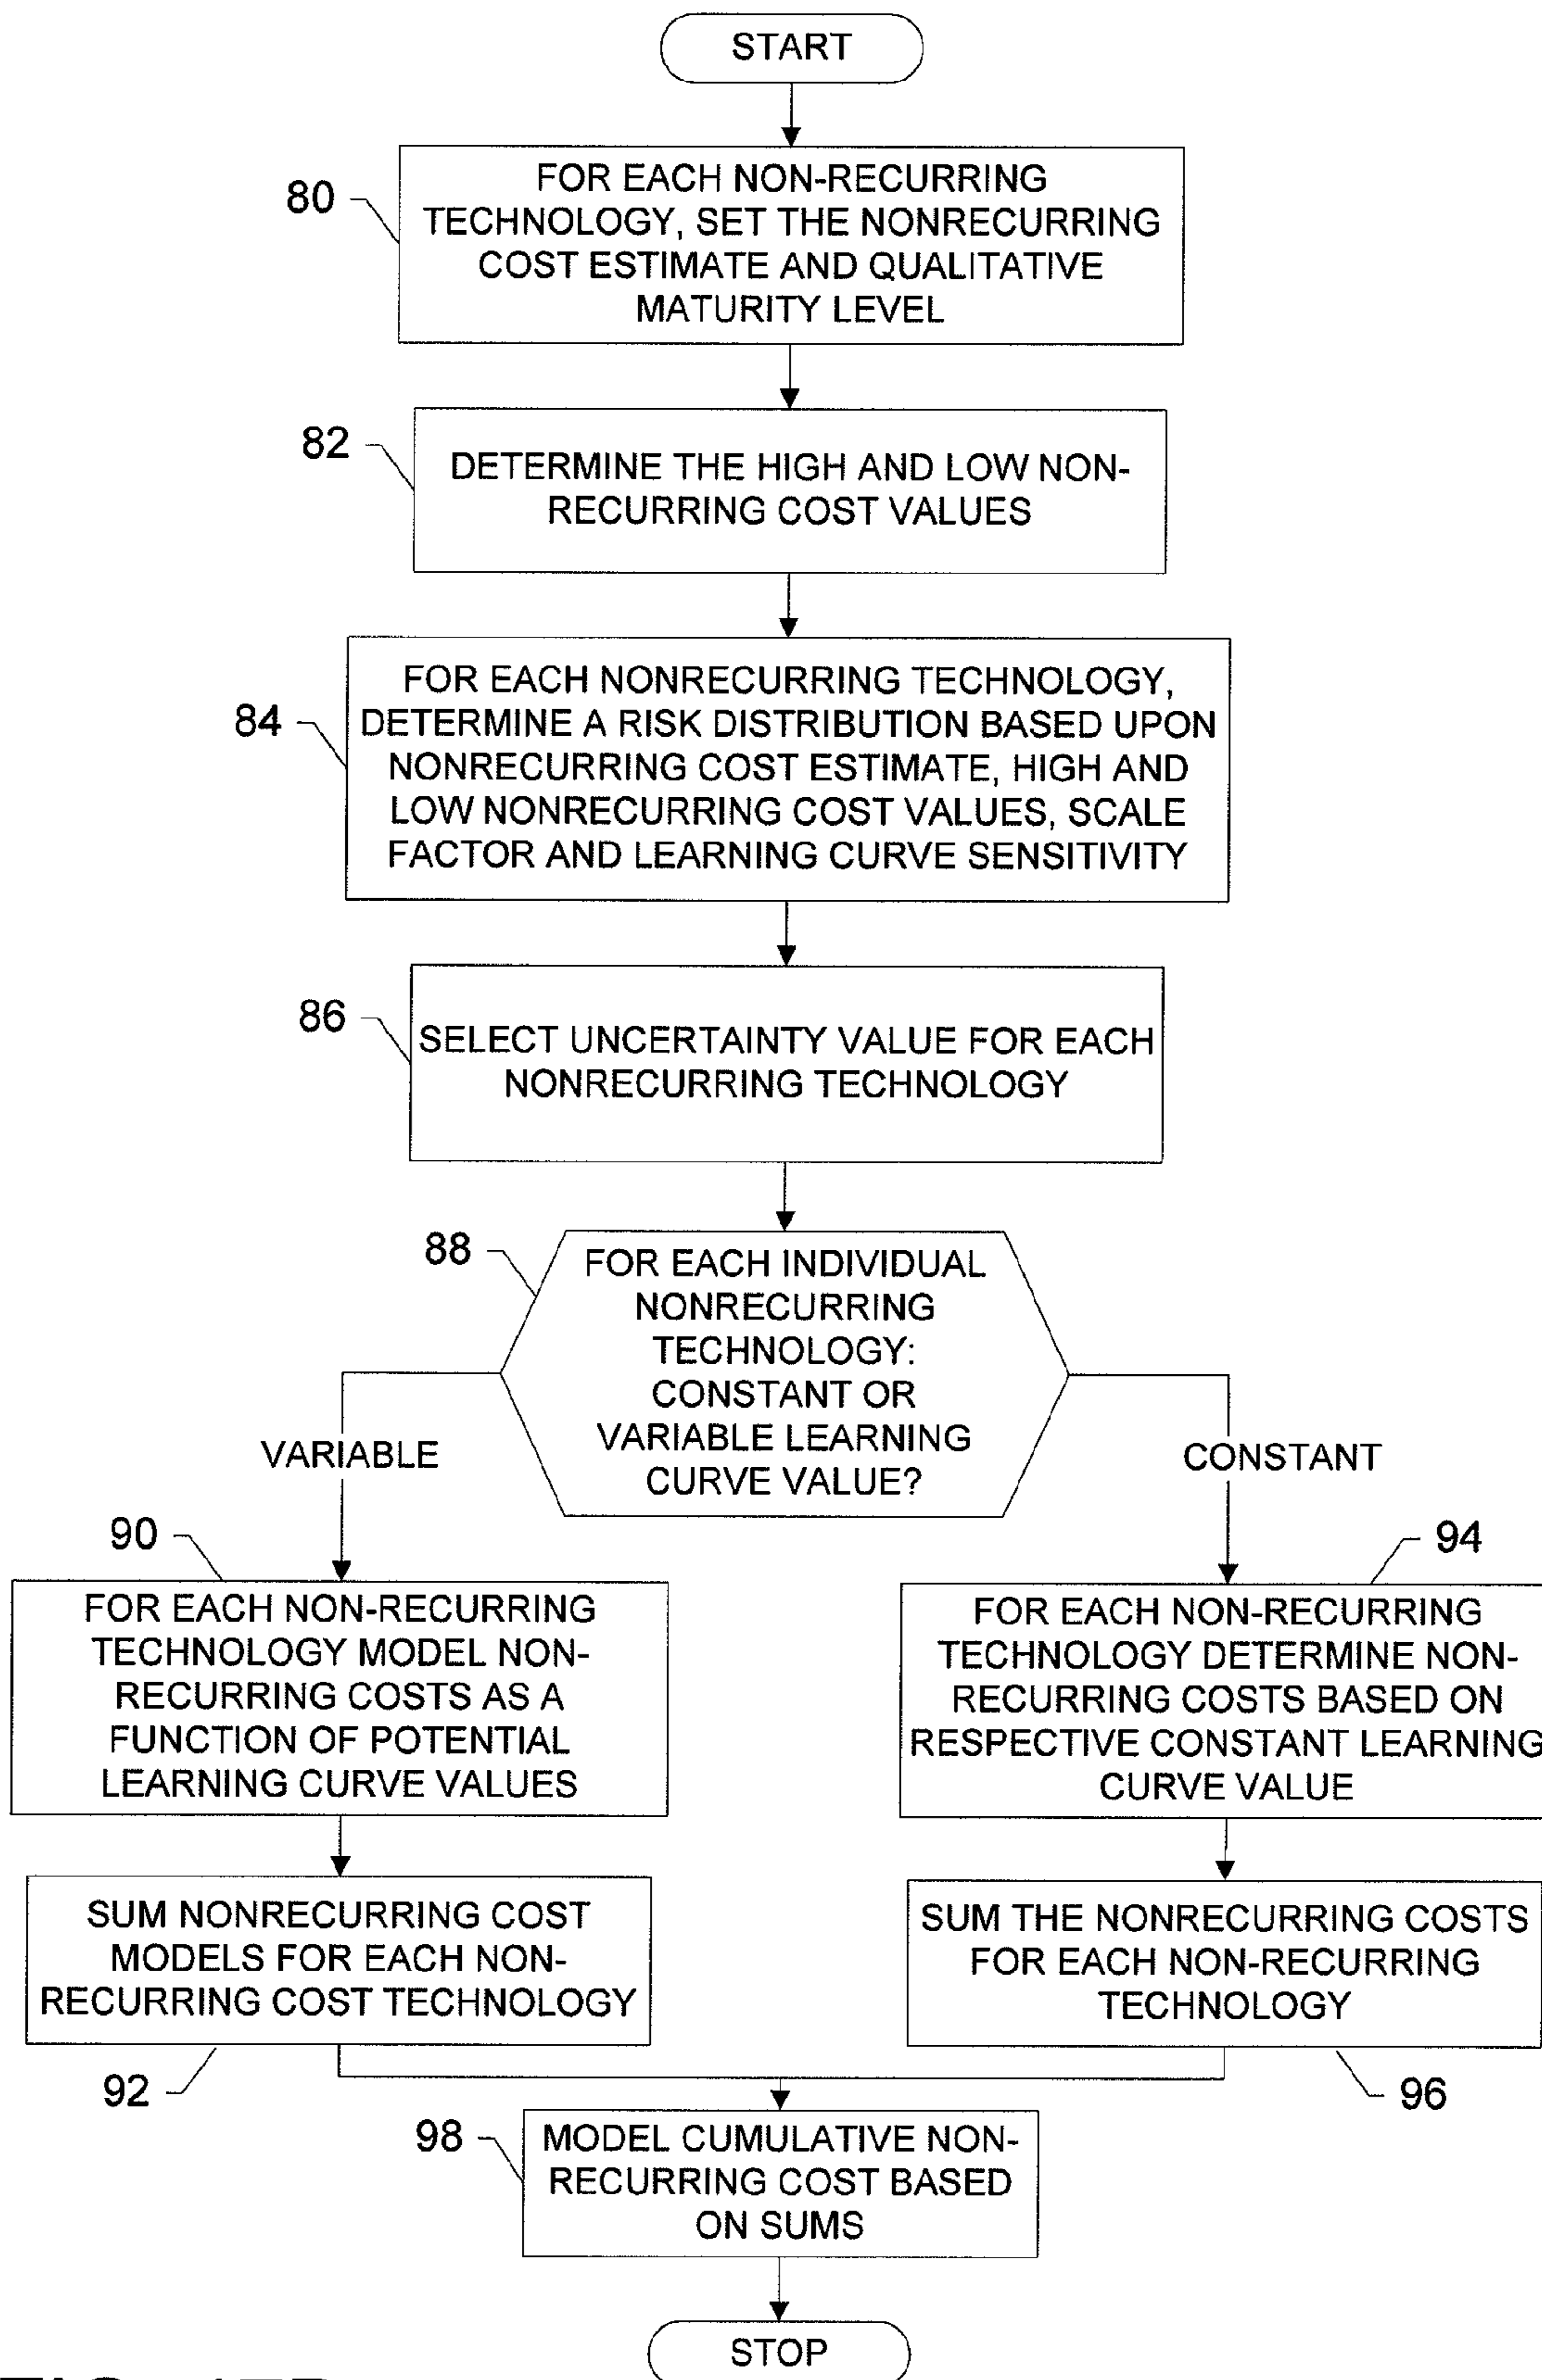 START
80
FOR EACH NON-RECURRING
TECHNOLOGY, SET THE NONRECURRING
COST ESTIMATE AND QUALITATIVE
MATURITY LEVEL
82
DETERMINE THE HIGH AND LOW NON-
RECURRING COST VALUES
84
FOR EACH NONRECURRING TECHNOLOGY,
DETERMINE A RISK DISTRIBUTION BASED UPON
NONRECURRING COST ESTIMATE, HIGH AND
LOW NONRECURRING COST VALUES, SCALE
FACTOR AND LEARNING CURVE SENSITIVITY
86
SELECT UNCERTAINTY VALUE FOR EACH
NONRECURRING TECHNOLOGY
88
FOR EACH INDIVIDUAL
NONRECURRING
TECHNOLOGY:
CONSTANT OR
VARIABLE LEARNING
CURVE VALUE?
VARIABLE
CONSTANT
90
FOR EACH NON-RECURRING
TECHNOLOGY MODEL NON-
RECURRING COSTS AS A
FUNCTION OF POTENTIAL
LEARNING CURVE VALUES
94
FOR EACH NON-RECURRING
TECHNOLOGY DETERMINE NON-
RECURRING COSTS BASED ON
RESPECTIVE CONSTANT LEARNING
CURVE VALUE
SUM NONRECURRING COST
MODELS FOR EACH NON-
RECURRING COST TECHNOLOGY
92
SUM THE NONRECURRING COSTS
FOR EACH NON-RECURRING
TECHNOLOGY
96
98
MODEL CUMULATIVE NON-
RECURRING COST BASED
ON SUMS
STOP